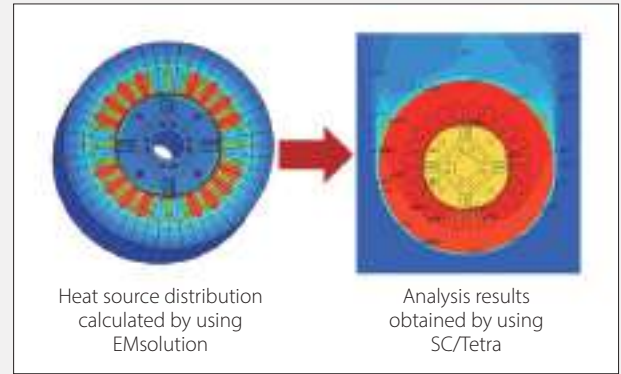 Heat source distribution
calculated by using
EMsolution
Analysis results
obtained by using
SC/Tetra